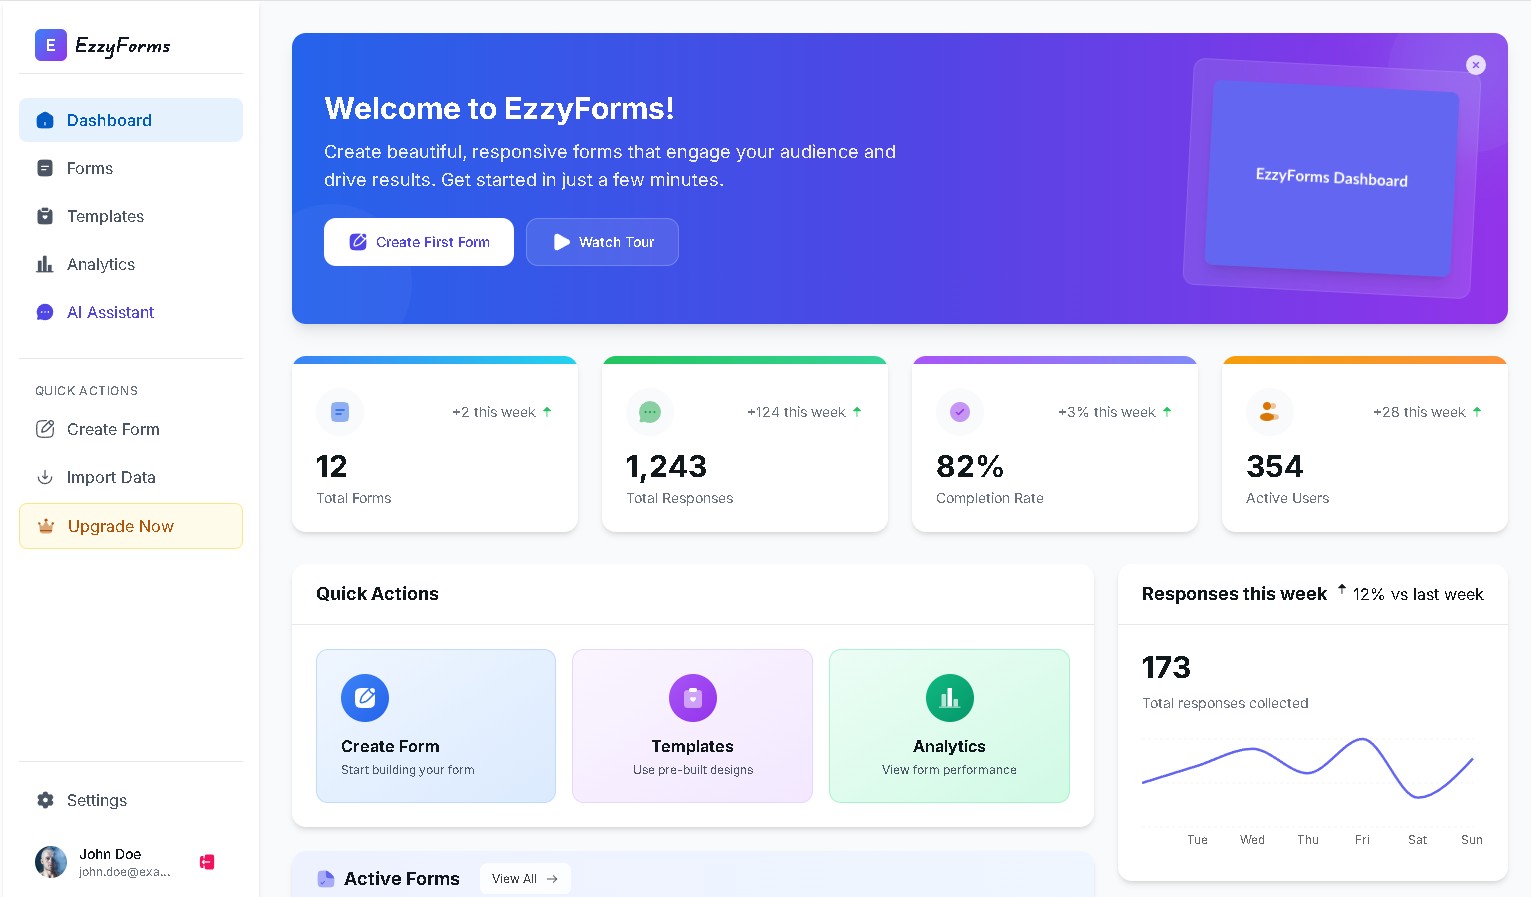 E EzzyForms
Dashboard
Forms
Templates
Analytics
AI Assistant
QUICK ACTIONS
Create Form
Import Data
Upgrade Now
Settings
John Doe
john.doe@exa...
Welcome to EzzyForms!
Create beautiful, responsive forms that engage your audience and
drive results. Get started in just a few minutes.
Create First Form
Watch Tour
EzzyForms Dashboard
+2 this week
12
Total Forms
+124 this week
1,243
Total Responses
+3% this week
82%
Completion Rate
+28 this week
354
Active Users
Quick Actions
Create Form
Start building your form
Templates
Use pre-built designs
Analytics
View form performance
Responses this week 12% vs last week
173
Total responses collected
Tue Wed Thu Fri Sat Sun
Active Forms
View All